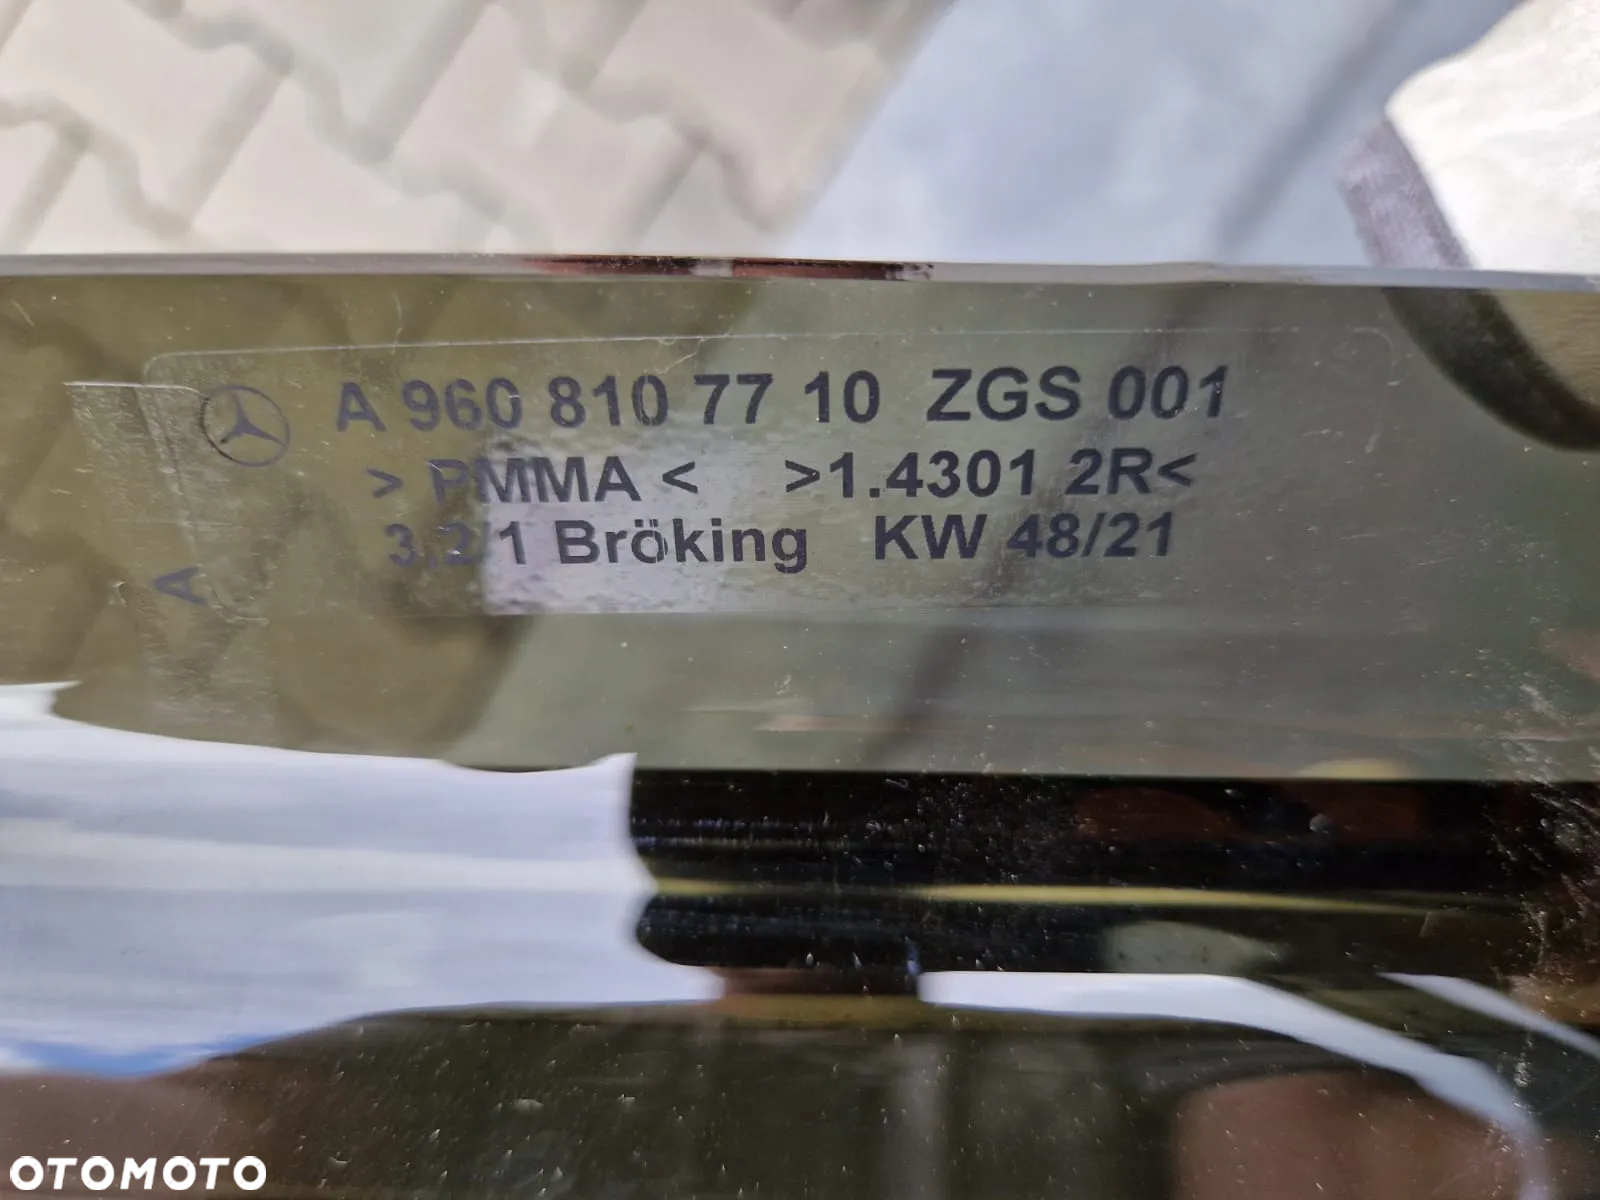 A 960 810 77 10 ZGS 001
> PMMA < >1.4301 2R<
3,2/1 Bröking KW 48/21
A
OTOMOTO